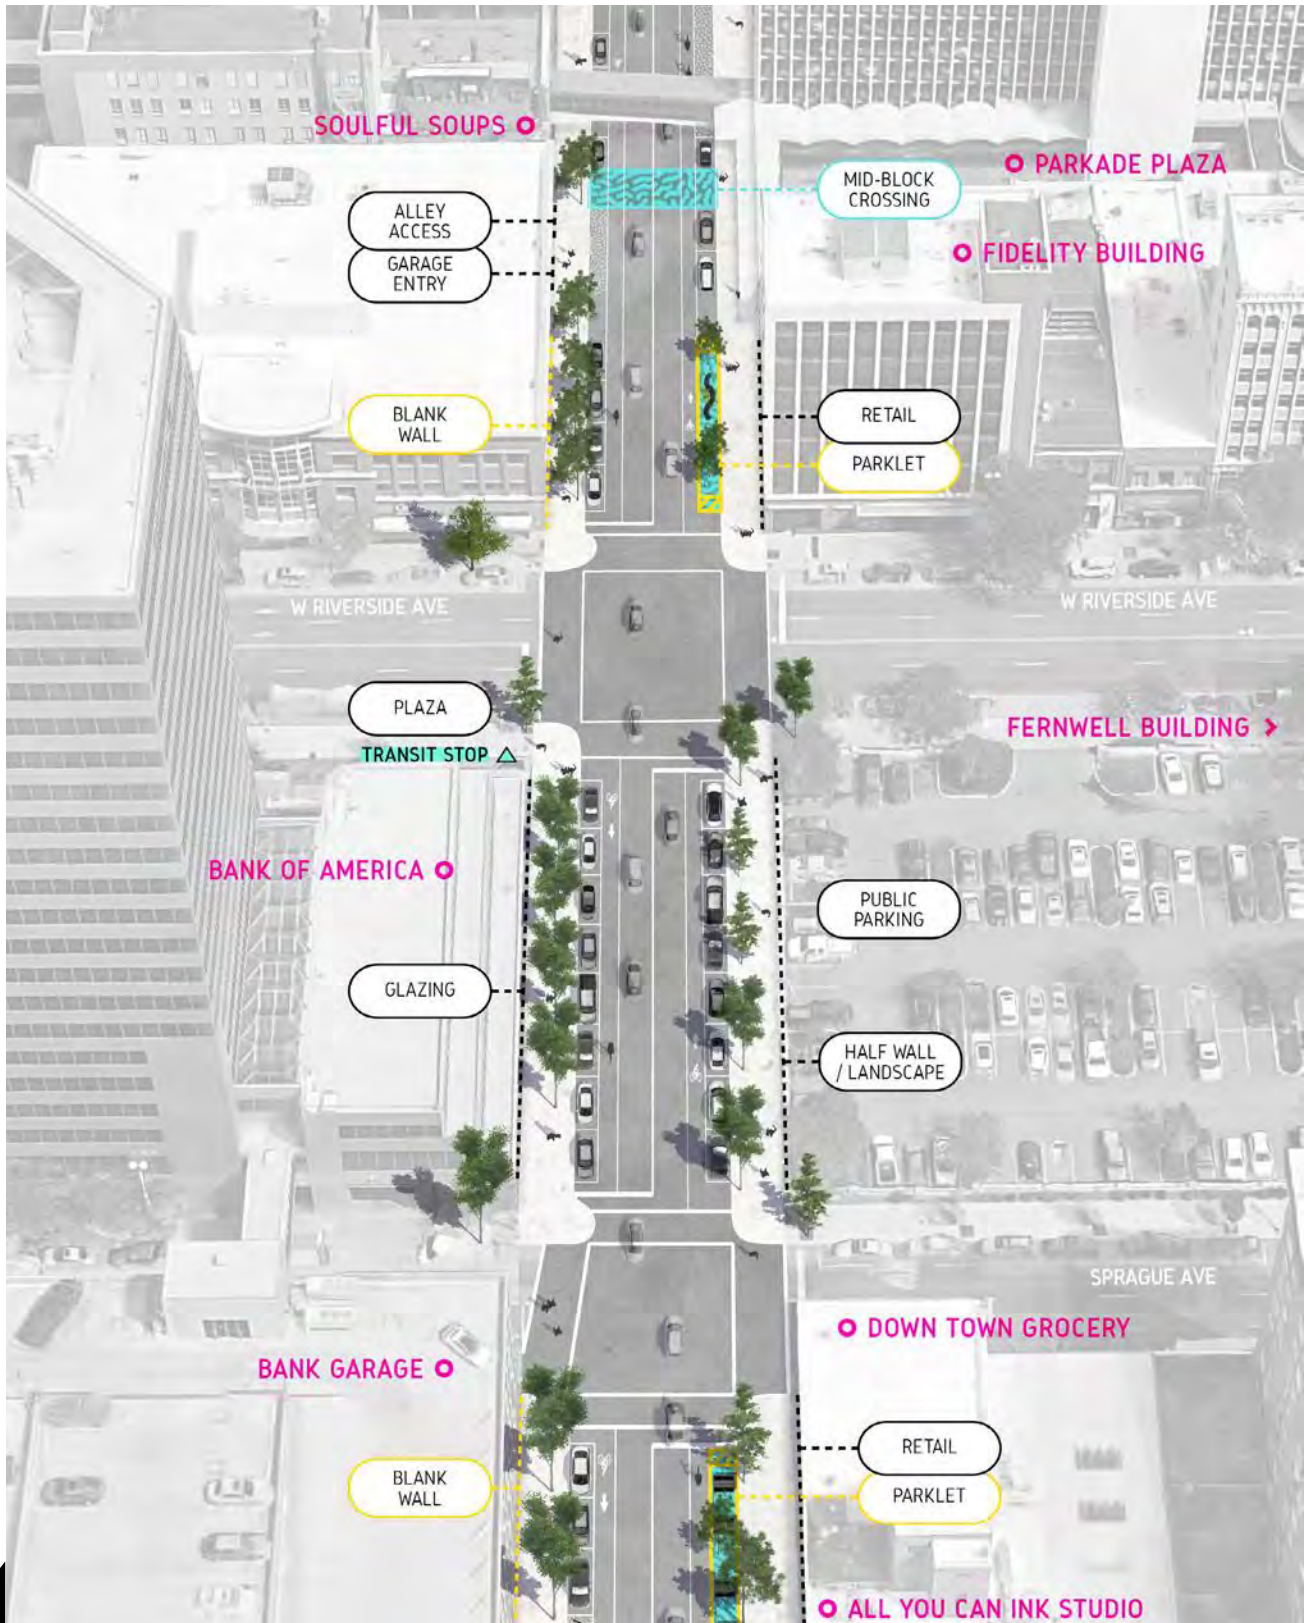 SOULFUL SOUPS
PARKADE PLAZA
MID-BLOCK
CROSSING
ALLEY
ACCESS
FIDELITY BUILDING
GARAGE
ENTRY
BLANK
WALL
RETAIL
PARKLET
W RIVERSIDE AVE
W RIVERSIDE AVE
PLAZA
FERNWELL BUILDING
TRANSIT STOP
BANK OF AMERICA
PUBLIC
PARKING
GLAZING
HALF WALL
/ LANDSCAPE
SPRAGUE AVE
DOWN TOWN GROCERY
BANK GARAGE
RETAIL
BLANK
WALL
PARKLET
ALL YOU CAN INK STUDIO